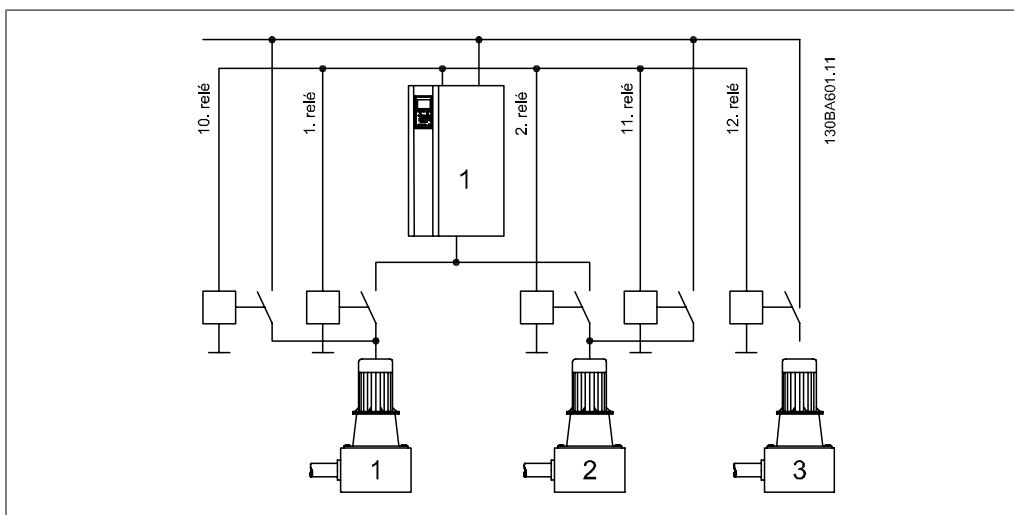 10. relé
1. relé
2. relé
11. relé
12. relé
130BA601.11
1
1
2
3